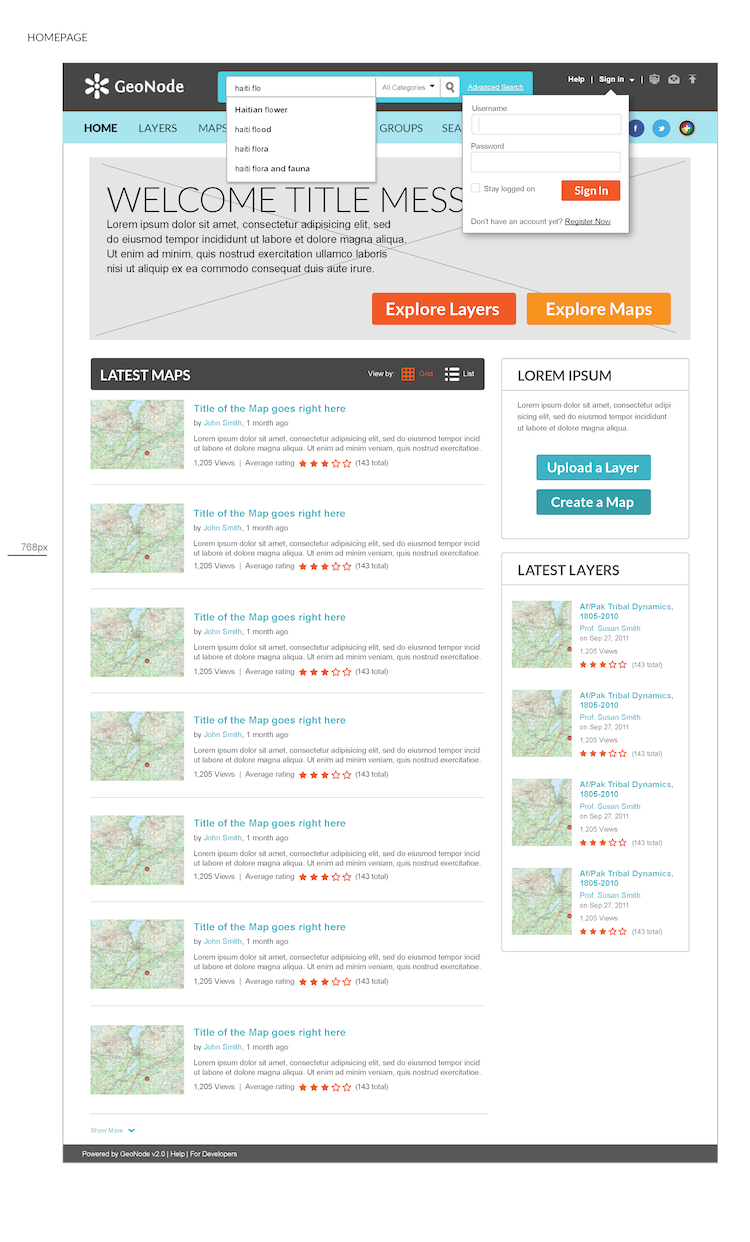 HOMEPAGE
GeoNode
haiti flo
All Categories
Advanced Search
Help | Sign in
Haitian flower
haiti flood
haiti flora
haiti flora and fauna
HOME LAYERS MAPS GROUPS SEA
Username
Password
Stay logged on
Sign In
Don't have an account yet? Register Now
WELCOME TITLE MESS
Lorem ipsum dolor sit amet, consectetur adipisicing elit, sed
do eiusmod tempor incididunt ut labore et dolore magna aliqua.
Ut enim ad minim, quis nostrud exercitation ullamco laboris
nisi ut aliquip ex ea commodo consequat duis aute irure.
Explore Layers
Explore Maps
LATEST MAPS
View by: Grid List
Title of the Map goes right here
by John Smith, 1 month ago
Lorem ipsum dolor sit amet, consectetur adipisicing elit, sed do eiusmod tempor incid
ut labore et dolore magna aliqua. Ut enim ad minim veniam, quis nostrud exercitatioe.
1,205 Views | Average rating (143 total)
Title of the Map goes right here
by John Smith, 1 month ago
Lorem ipsum dolor sit amet, consectetur adipisicing elit, sed do eiusmod tempor incid
ut labore et dolore magna aliqua. Ut enim ad minim veniam, quis nostrud exercitatioe.
1,205 Views | Average rating (143 total)
Title of the Map goes right here
by John Smith, 1 month ago
Lorem ipsum dolor sit amet, consectetur adipisicing elit, sed do eiusmod tempor incid
ut labore et dolore magna aliqua. Ut enim ad minim veniam, quis nostrud exercitatioe.
1,205 Views | Average rating (143 total)
Title of the Map goes right here
by John Smith, 1 month ago
Lorem ipsum dolor sit amet, consectetur adipisicing elit, sed do eiusmod tempor incid
ut labore et dolore magna aliqua. Ut enim ad minim veniam, quis nostrud exercitatioe.
1,205 Views | Average rating (143 total)
Title of the Map goes right here
by John Smith, 1 month ago
Lorem ipsum dolor sit amet, consectetur adipisicing elit, sed do eiusmod tempor incid
ut labore et dolore magna aliqua. Ut enim ad minim veniam, quis nostrud exercitatioe.
1,205 Views | Average rating (143 total)
Title of the Map goes right here
by John Smith, 1 month ago
Lorem ipsum dolor sit amet, consectetur adipisicing elit, sed do eiusmod tempor incid
ut labore et dolore magna aliqua. Ut enim ad minim veniam, quis nostrud exercitatioe.
1,205 Views | Average rating (143 total)
Title of the Map goes right here
by John Smith, 1 month ago
Lorem ipsum dolor sit amet, consectetur adipisicing elit, sed do eiusmod tempor incid
ut labore et dolore magna aliqua. Ut enim ad minim veniam, quis nostrud exercitatioe.
1,205 Views | Average rating (143 total)
Show More
LOREM IPSUM
Lorem ipsum dolor sit amet, consectetur adipi
sicing elit, sed do eiusmod tempor incididunt
ut labore et dolore magna aliqua.
Upload a Layer
Create a Map
LATEST LAYERS
Af/Pak Tribal Dynamics,
1805-2010
Prof. Susan Smith
on Sep 27, 2011
1,205 Views
(143 total)
Af/Pak Tribal Dynamics,
1805-2010
Prof. Susan Smith
on Sep 27, 2011
1,205 Views
(143 total)
Af/Pak Tribal Dynamics,
1805-2010
Prof. Susan Smith
on Sep 27, 2011
1,205 Views
(143 total)
Af/Pak Tribal Dynamics,
1805-2010
Prof. Susan Smith
on Sep 27, 2011
1,205 Views
(143 total)
768px
Powered by GeoNode v2.0 | Help | For Developers